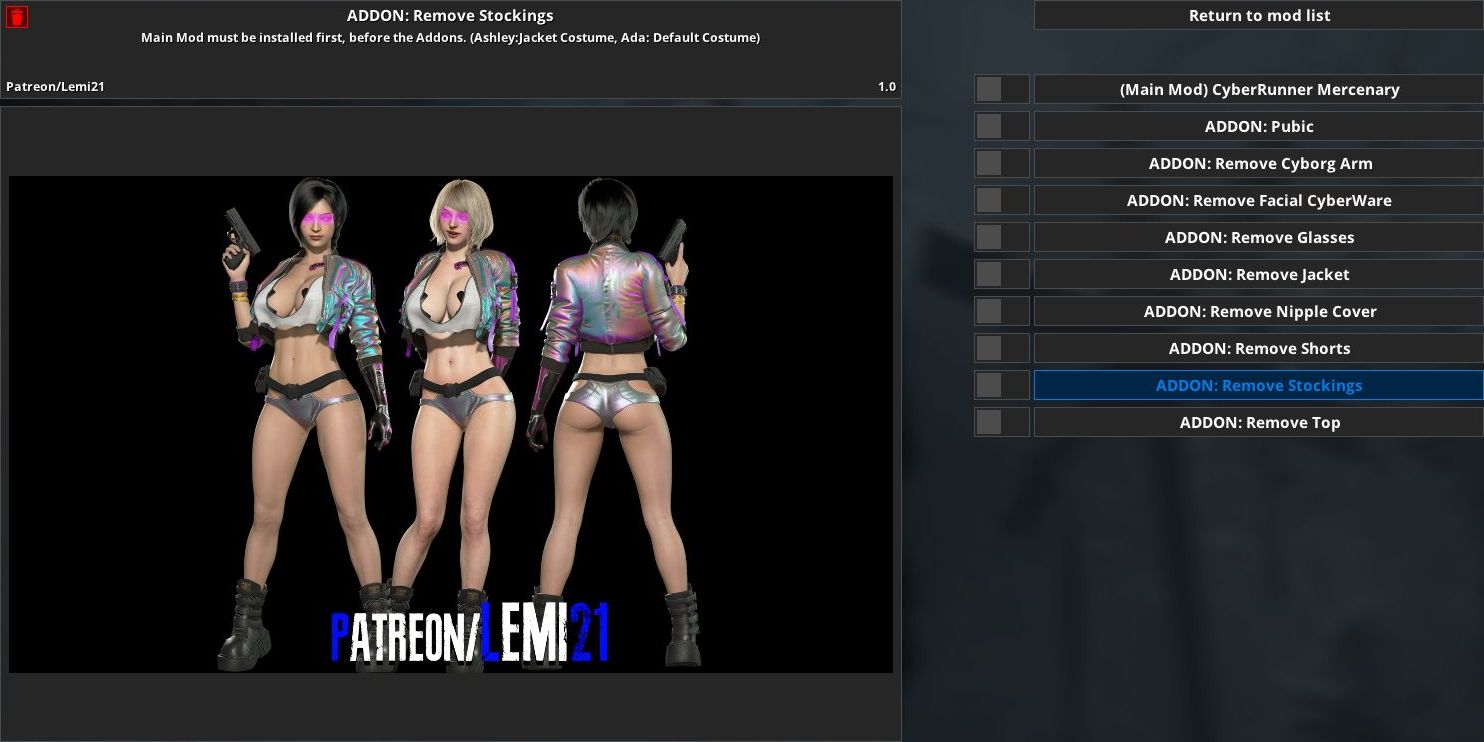 ADDON: Remove Stockings
Main Mod must be installed first, before the Addons. (Ashley:Jacket Costume, Ada: Default Costume)
Patreon/Lemi21
1.0
PATREON/LEMI21
Return to mod list
(Main Mod) CyberRunner Mercenary
ADDON: Pubic
ADDON: Remove Cyborg Arm
ADDON: Remove Facial CyberWare
ADDON: Remove Glasses
ADDON: Remove Jacket
ADDON: Remove Nipple Cover
ADDON: Remove Shorts
ADDON: Remove Stockings
ADDON: Remove Top